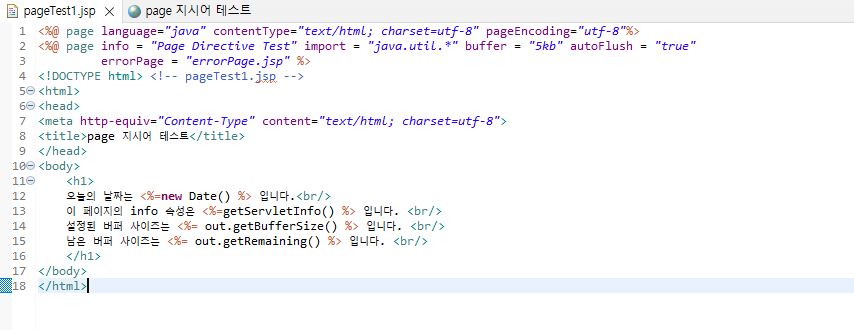 pageTest1.jsp page 지시어 테스트
1 <%@ page language="java" contentType="text/html; charset=utf-8" pageEncoding="utf-8"%>
2 <%@ page info = "Page Directive Test" import = "java.util.*" buffer = "5kb" autoFlush = "true"
3 errorPage = "errorPage.jsp" %>
4 <!DOCTYPE html> <!-- pageTest1.jsp -->
5 <html>
6 <head>
7 <meta http-equiv="Content-Type" content="text/html; charset=utf-8">
8 <title>page 지시어 테스트</title>
9 </head>
10 <body>
11 <h1>
12 오늘의 날짜는 <%=new Date() %> 입니다.<br/>
13 이 페이지의 info 속성은 <%=getServletInfo() %> 입니다. <br/>
14 설정된 버퍼 사이즈는 <%= out.getBufferSize() %> 입니다. <br/>
15 남은 버퍼 사이즈는 <%= out.getRemaining() %> 입니다. <br/>
16 </h1>
17 </body>
18 </html>